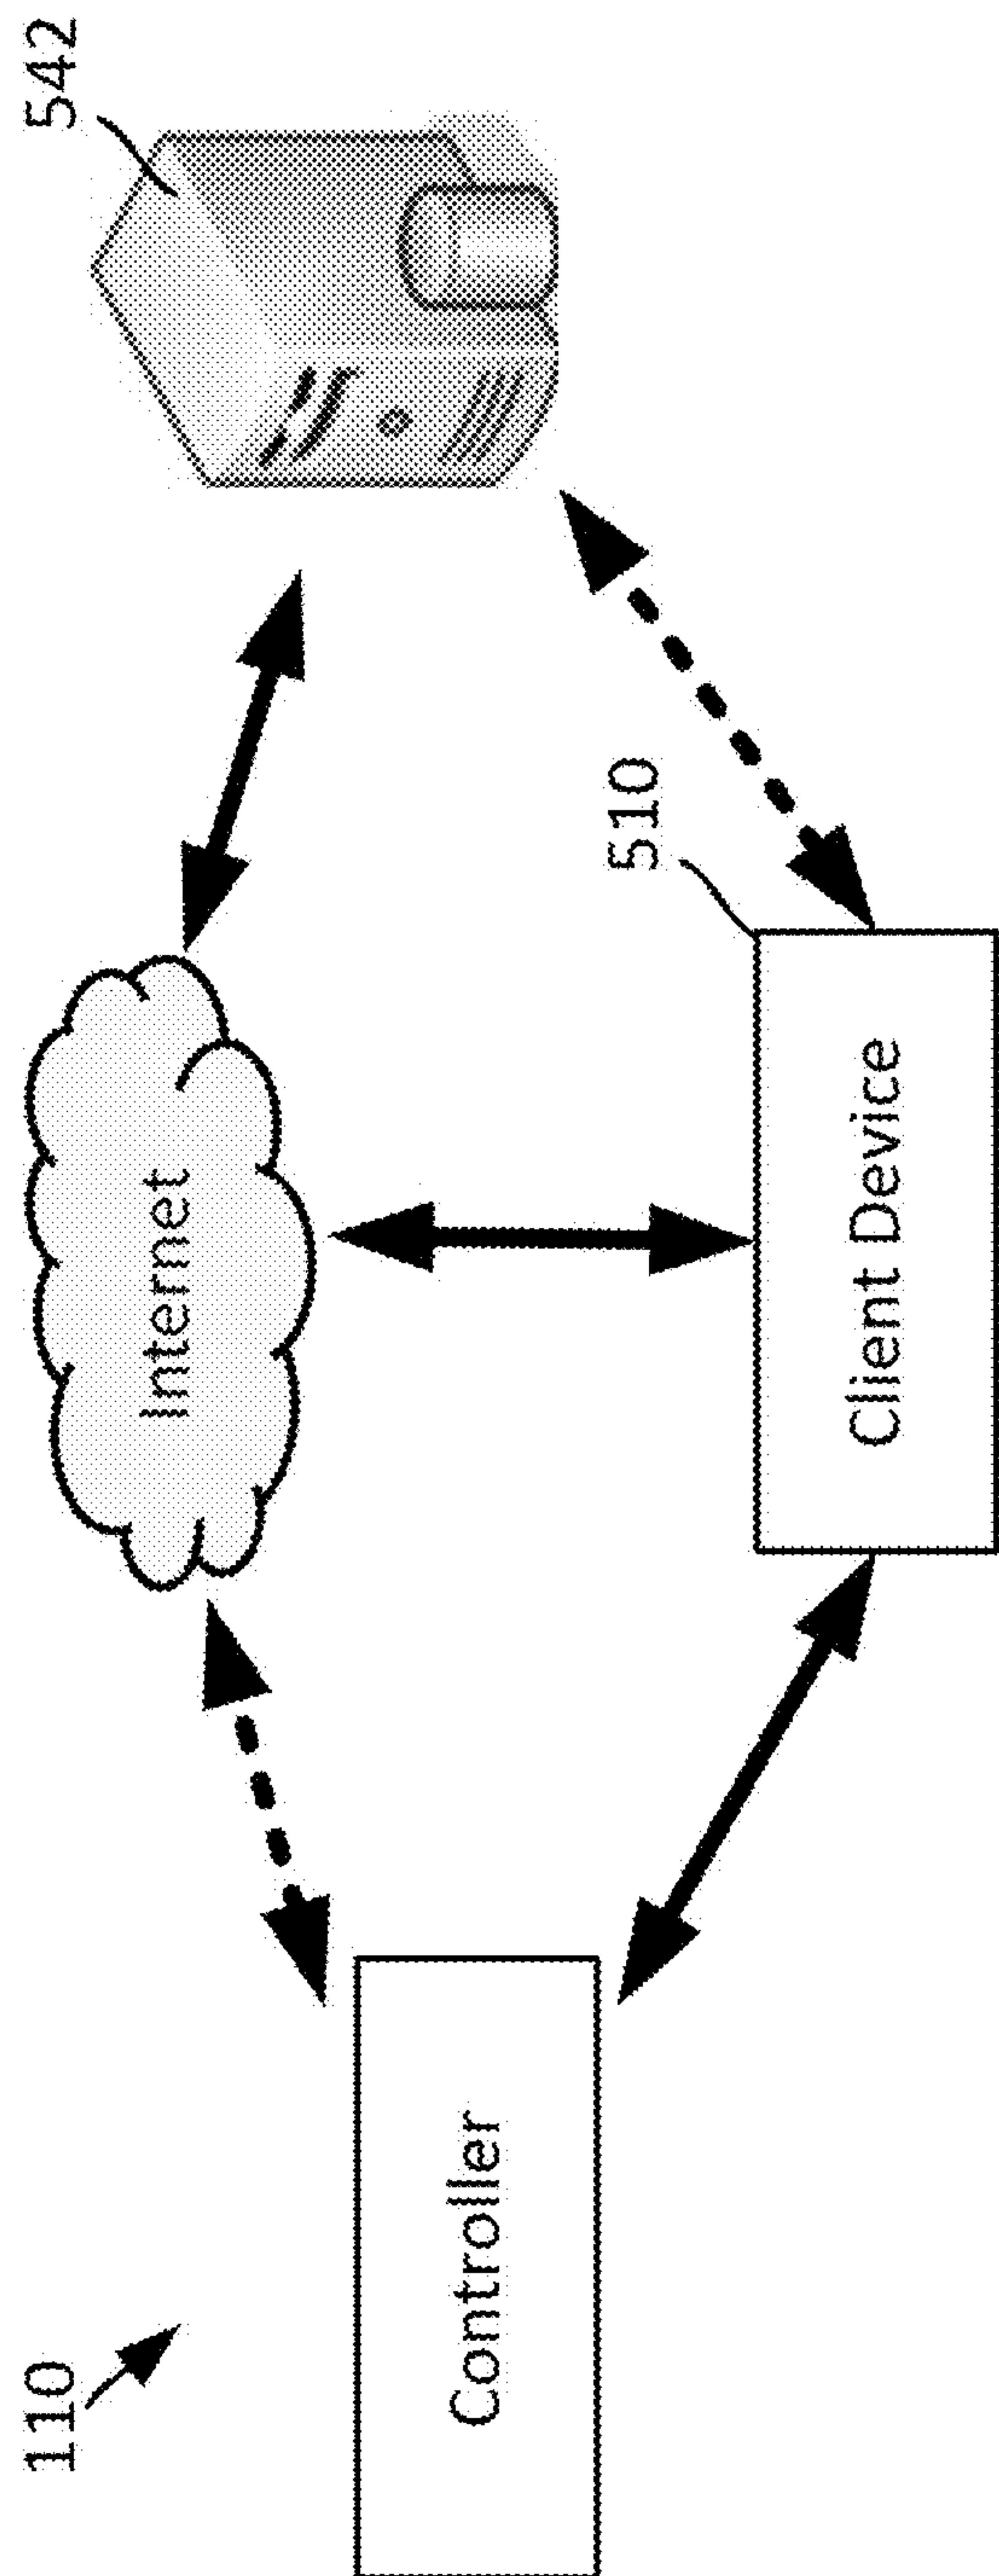 110
Internet
542
Controller
510
Client Device